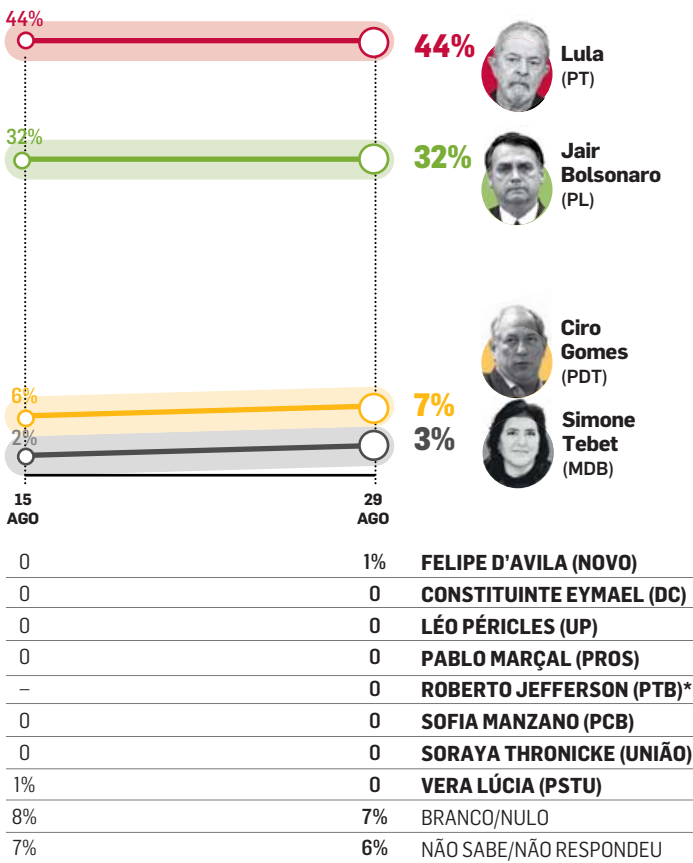 44%
44%
Lula
(PT)
32%
32%
Jair
Bolsonaro
(PL)
Ciro
Gomes
(PDT)
6%
7%
2%
3%
Simone
Tebet
(MDB)
15
AGO
29
AGO
0 1% FELIPE D'AVILA (NOVO)
0 0 CONSTITUINTE EYMAEL (DC)
0 0 LÉO PÉRICLES (UP)
0 0 PABLO MARÇAL (PROS)
– 0 ROBERTO JEFFERSON (PTB)*
0 0 SOFIA MANZANO (PCB)
0 0 SORAYA THRONICKE (UNIÃO)
1% 0 VERA LÚCIA (PSTU)
8% 7% BRANCO/NULO
7% 6% NÃO SABE/NÃO RESPONDEU